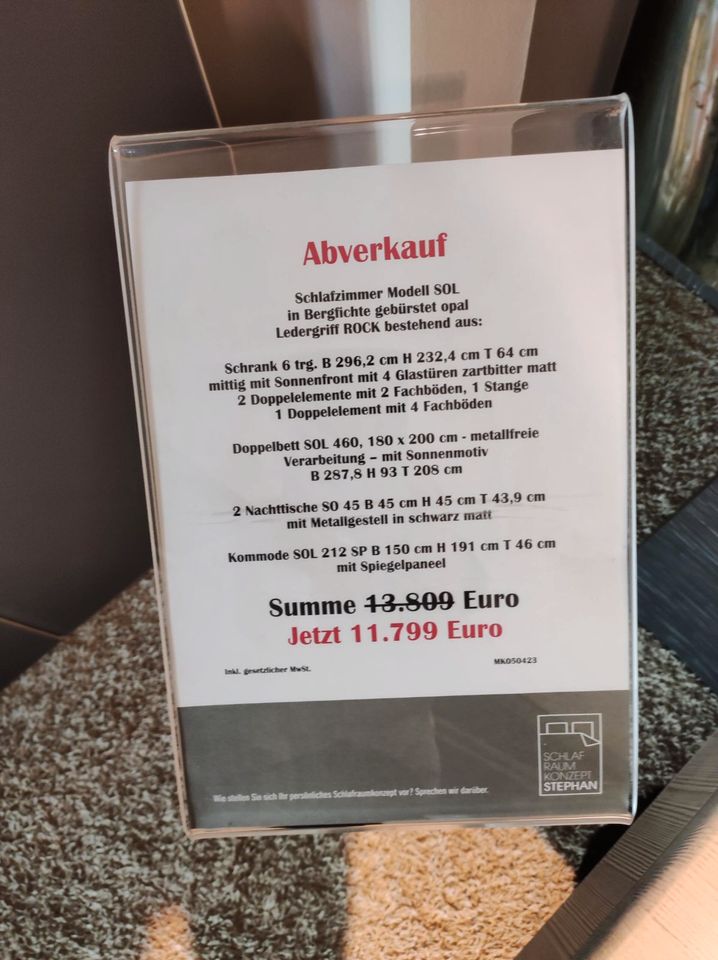 Abverkauf
Schlafzimmer Modell SOL
in Bergfichte gebürstet opal
Ledergriff ROCK bestehend aus:
Schrank 6 trg. B 296,2 cm H 232,4 cm T 64 cm
mittig mit Sonnenfront mit 4 Glastüren zartbitter matt
2 Doppelelemente mit 2 Fachböden, 1 Stange
1 Doppelelement mit 4 Fachböden
Doppelbett SOL 460, 180 x 200 cm - metallfreie
Verarbeitung – mit Sonnenmotiv
B 287,8 H 93 T 208 cm
2 Nachttische SO 45 B 45 cm H 45 cm T 43,9 cm
mit Metallgestell in schwarz matt
Kommode SOL 212 SP B 150 cm H 191 cm T 46 cm
mit Spiegelpaneel
Summe 13.809 Euro
Jetzt 11.799 Euro
Inkl. gesetzlicher MwSt.
MK050423
SCHLAF
RAUM
KONZEPT
STEPHAN
Wie stellen Sie sich Ihr persönliches Schlafraumkonzept vor? Sprechen wir darüber.